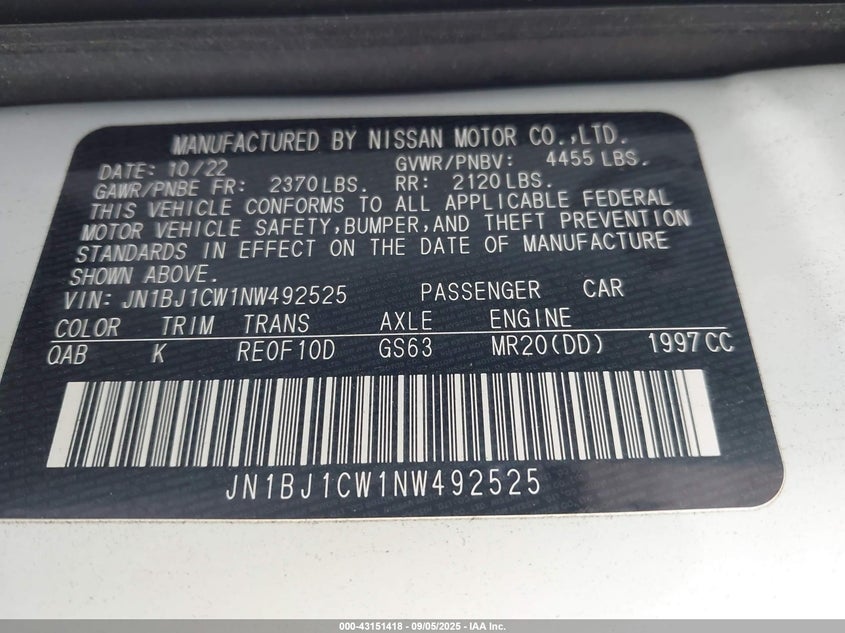 MANUFACTURED BY NISSAN MOTOR CO.,LTD.
DATE: 10/22 GVWR/PNBV: 4455 LBS.
GAWR/PNBE FR: 2370 LBS. RR: 2120 LBS.
THIS VEHICLE CONFORMS TO ALL APPLICABLE FEDERAL
MOTOR VEHICLE SAFETY,BUMPER,AND THEFT PREVENTION
STANDARDS IN EFFECT ON THE DATE OF MANUFACTURE
SHOWN ABOVE.
VIN: JN1BJ1CW1NW492525 PASSENGER CAR
COLOR TRIM TRANS AXLE ENGINE
QAB K RE0F10D GS63 MR20(DD) 1997CC
JN1BJ1CW1NW492525
000-43151418 - 09/05/2025 - IAA Inc.